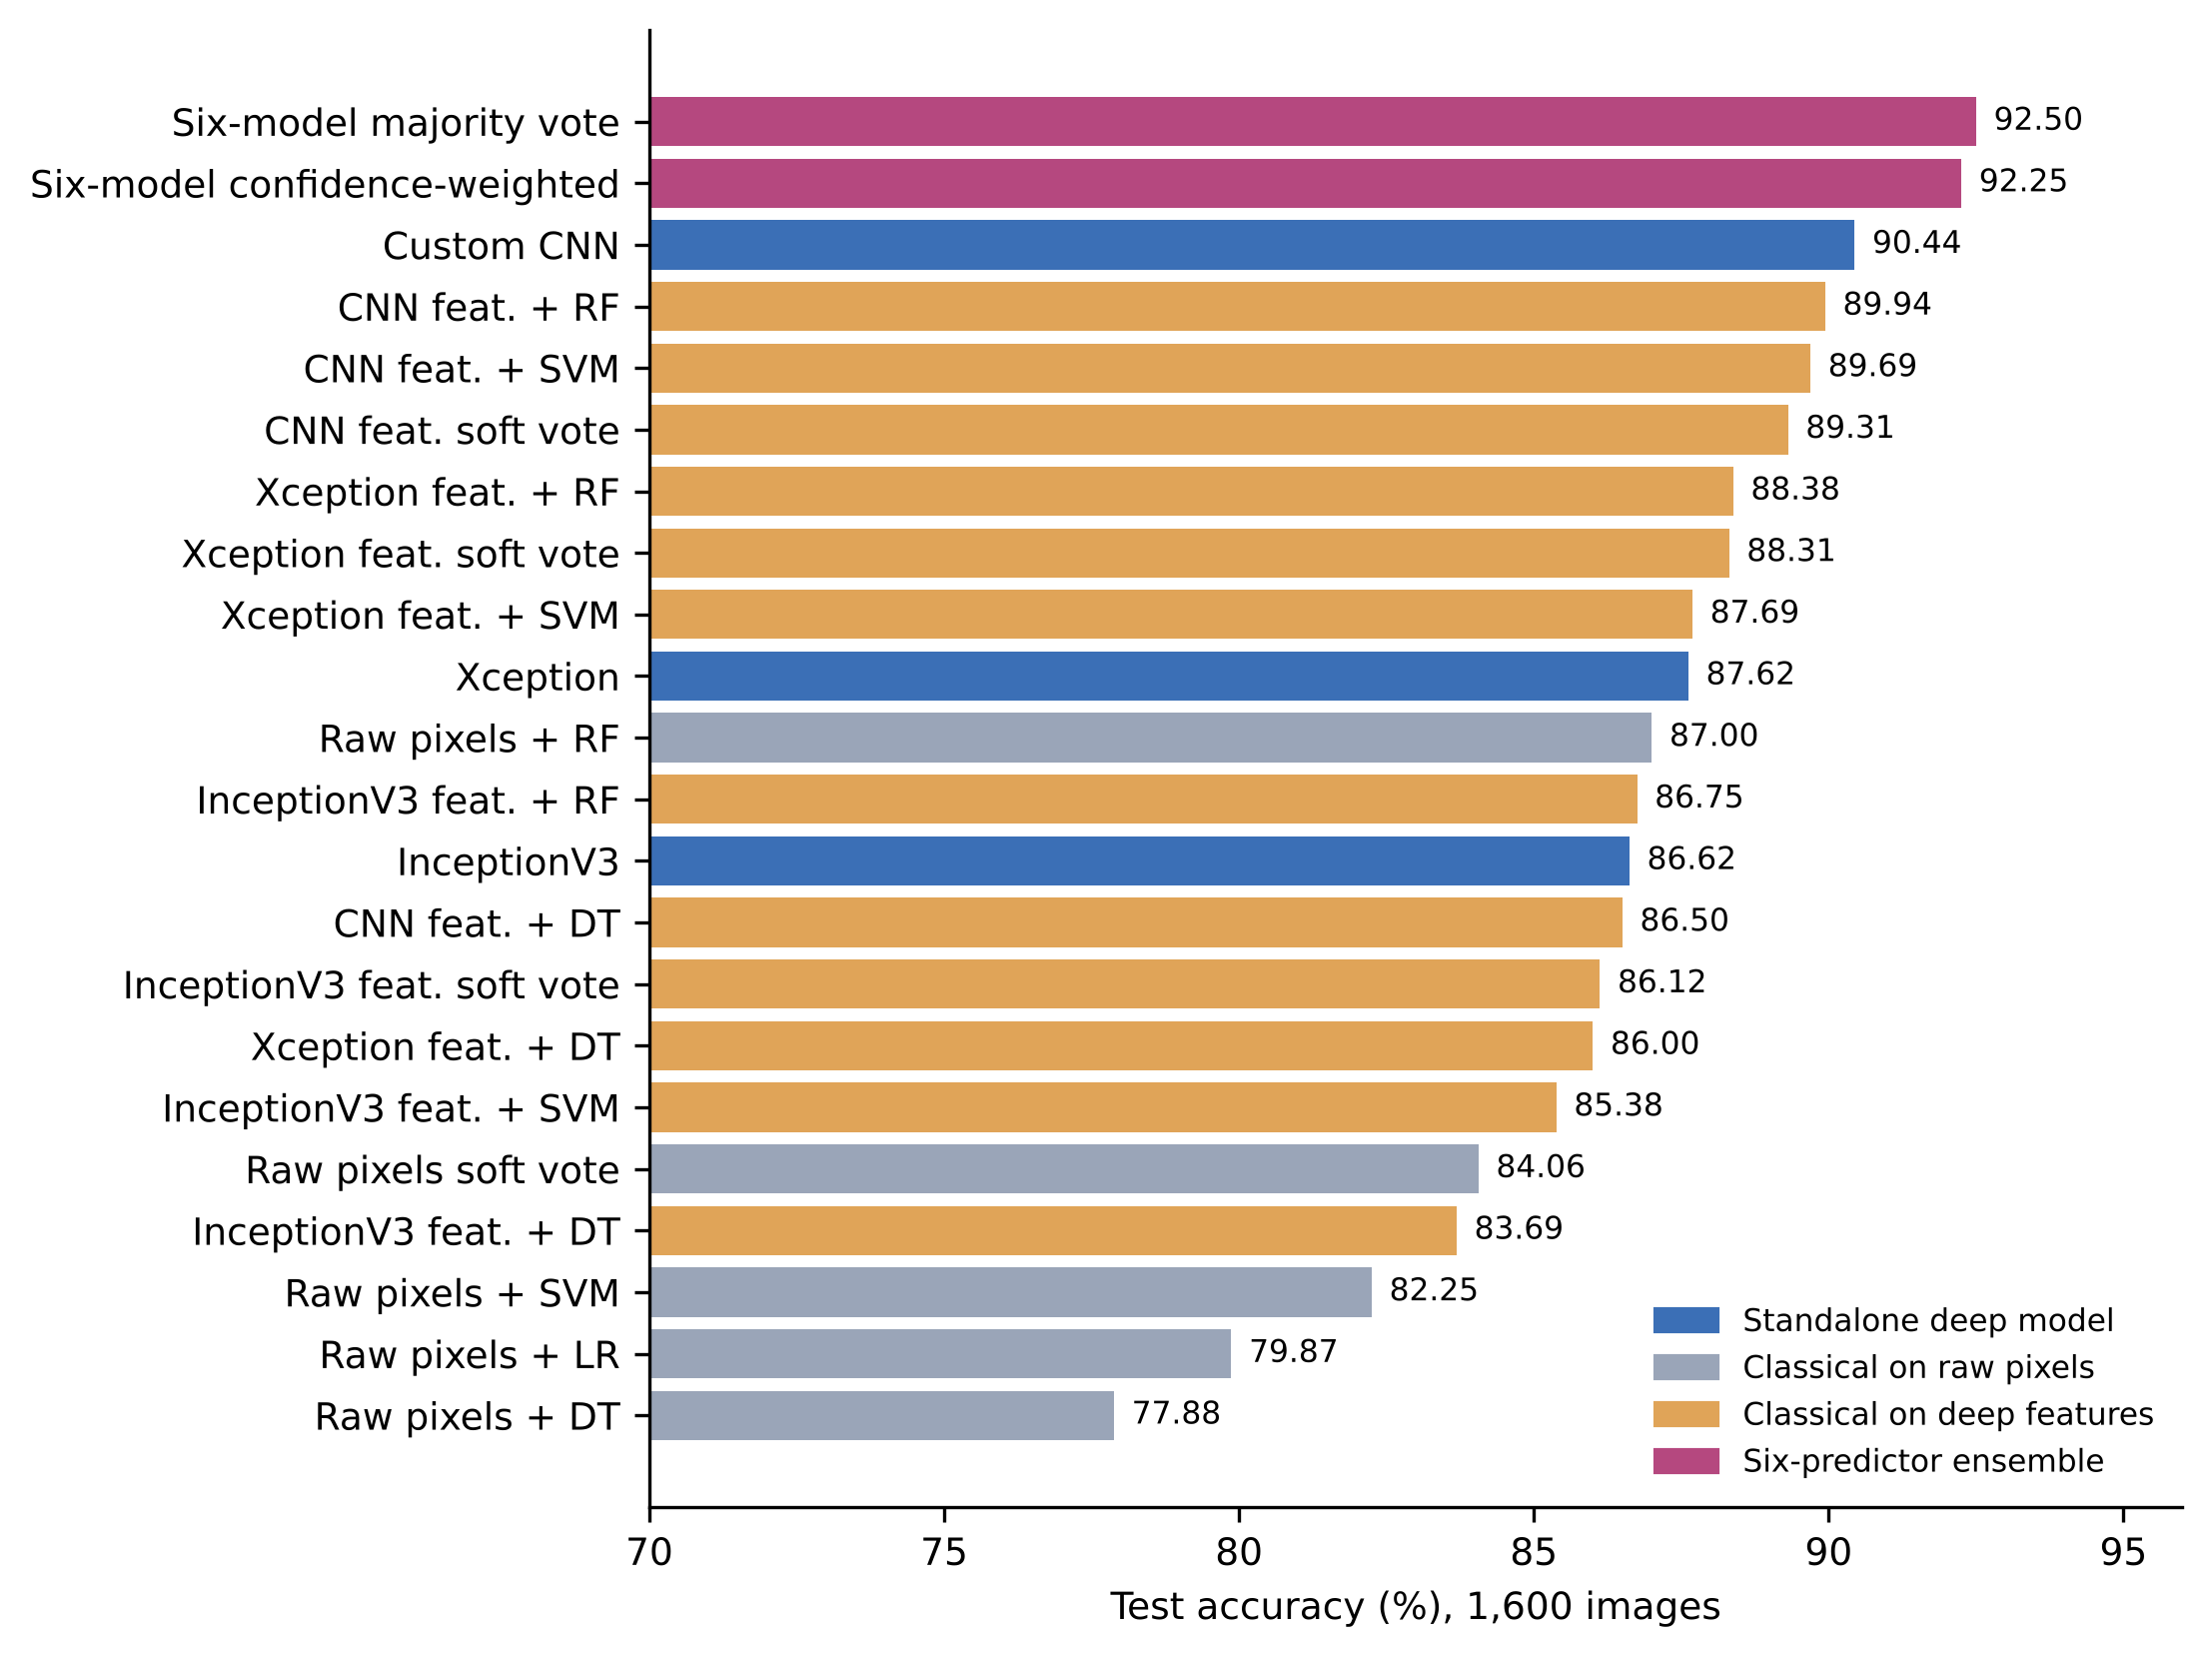 Six-model majority vote 92.50
Six-model confidence-weighted 92.25
Custom CNN 90.44
CNN feat. + RF 89.94
CNN feat. + SVM 89.69
CNN feat. soft vote 89.31
Xception feat. + RF 88.38
Xception feat. soft vote 88.31
Xception feat. + SVM 87.69
Xception 87.62
Raw pixels + RF 87.00
InceptionV3 feat. + RF 86.75
InceptionV3 86.62
CNN feat. + DT 86.50
InceptionV3 feat. soft vote 86.12
Xception feat. + DT 86.00
InceptionV3 feat. + SVM 85.38
Raw pixels soft vote 84.06
InceptionV3 feat. + DT 83.69
Raw pixels + SVM 82.25
Raw pixels + LR 79.87
Raw pixels + DT 77.88
Standalone deep model
Classical on raw pixels
Classical on deep features
Six-predictor ensemble
70 75 80 85 90 95
Test accuracy (%), 1,600 images